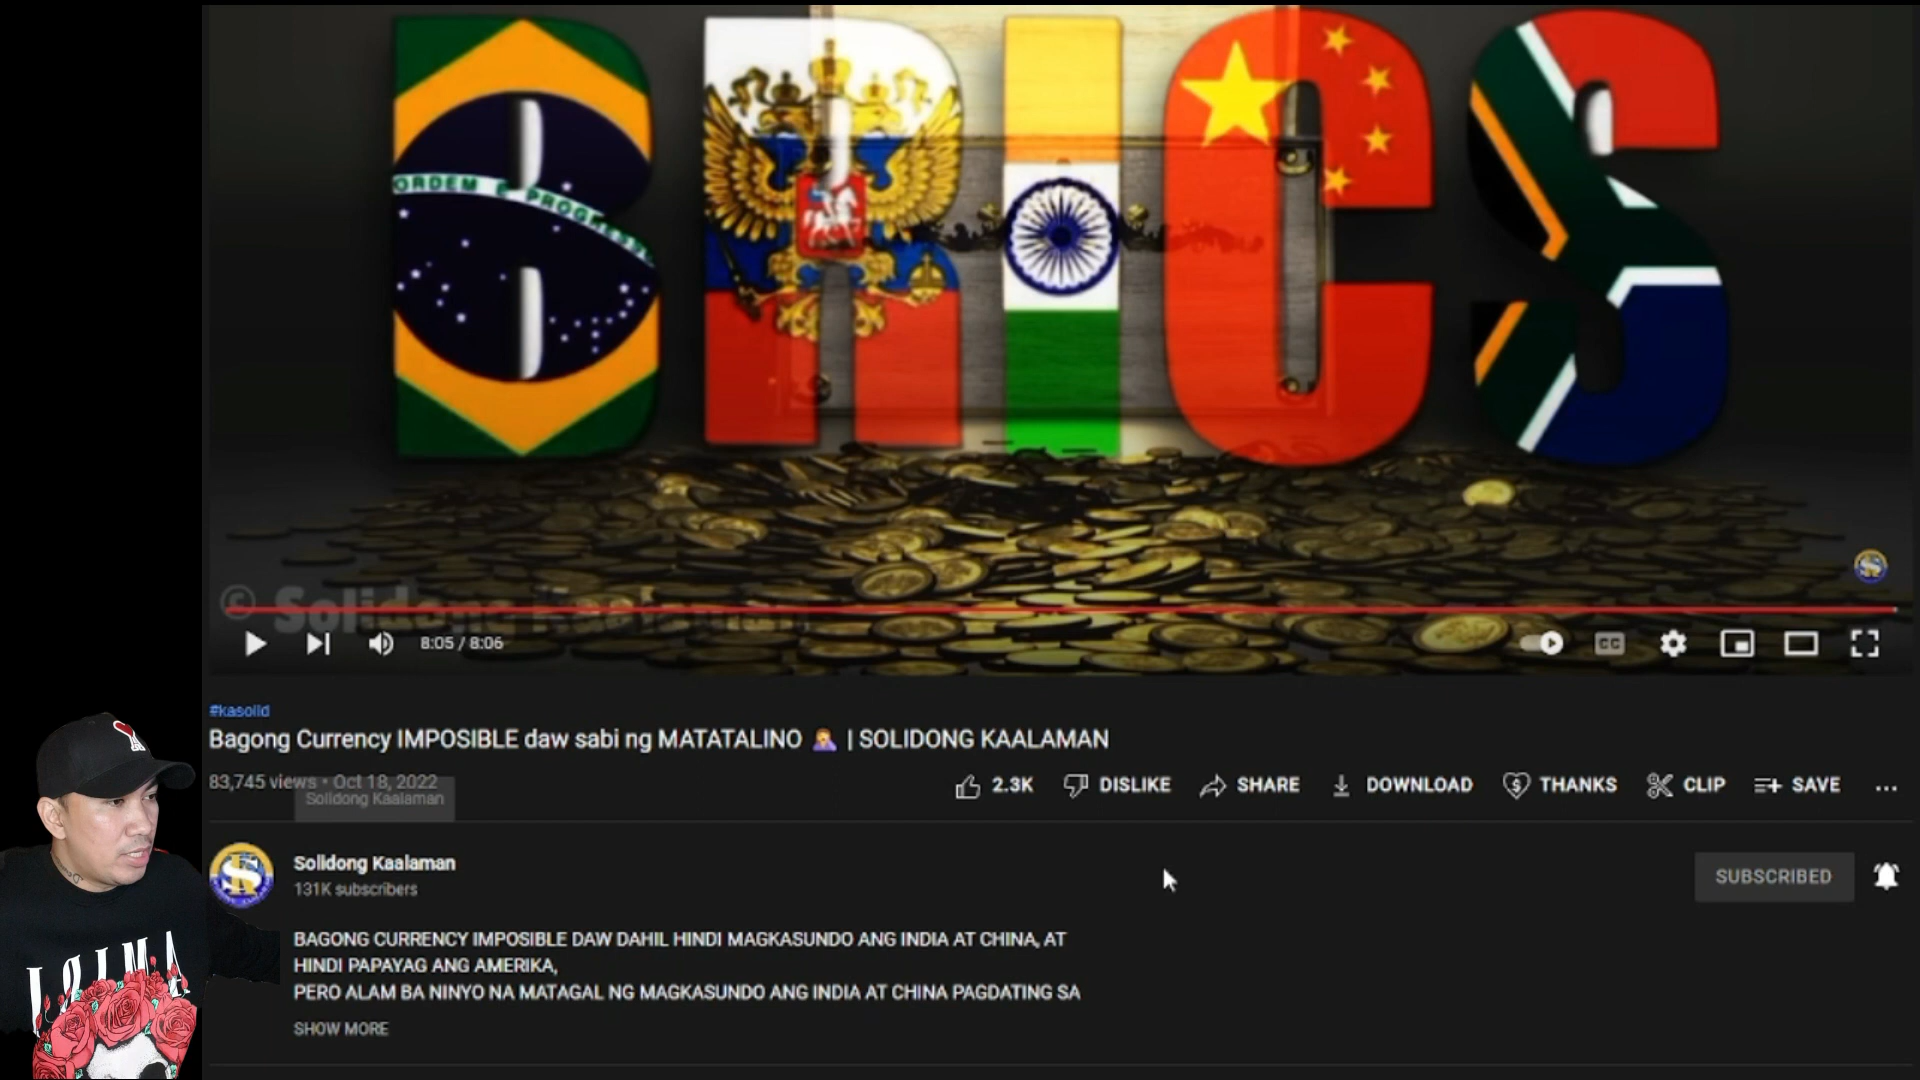 BRICS
ORDEM E PROGRESSO
© Solidong Kaalaman
8:05 / 8:06
CC
#kasolid
Bagong Currency IMPOSIBLE daw sabi ng MATATALINO 🤦 | SOLIDONG KAALAMAN
83,745 views • Oct 18, 2022
Solidong Kaalaman
2.3K
DISLIKE
SHARE
DOWNLOAD
THANKS
CLIP
SAVE
Solidong Kaalaman
131K subscribers
SUBSCRIBED
BAGONG CURRENCY IMPOSIBLE DAW DAHIL HINDI MAGKASUNDO ANG INDIA AT CHINA, AT
HINDI PAPAYAG ANG AMERIKA,
PERO ALAM BA NINYO NA MATAGAL NG MAGKASUNDO ANG INDIA AT CHINA PAGDATING SA
SHOW MORE